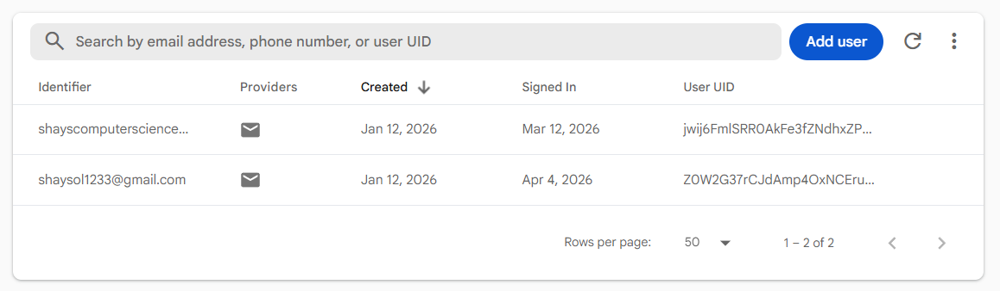 Search by email address, phone number, or user UID Add user
Identifier Providers Created Signed In User UID
shayscomputerscience... Jan 12, 2026 Mar 12, 2026 jwij6FmlSRR0AkFe3fZNdhxZP...
shaysol1233@gmail.com Jan 12, 2026 Apr 4, 2026 Z0W2G37rCJdAmp4OxNCEru...
Rows per page: 50 1 – 2 of 2